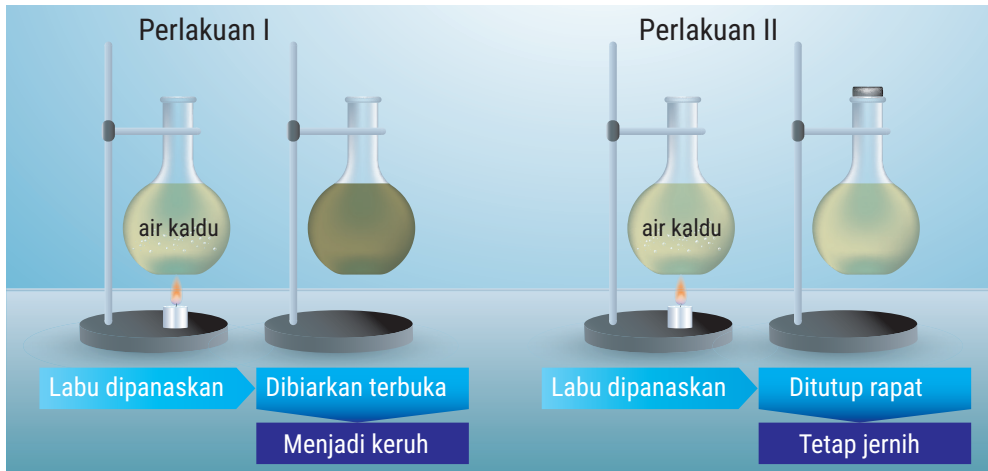 Perlakuan I
air kaldu
Labu dipanaskan
Dibiarkan terbuka
Menjadi keruh
Perlakuan II
air kaldu
Labu dipanaskan
Ditutup rapat
Tetap jernih